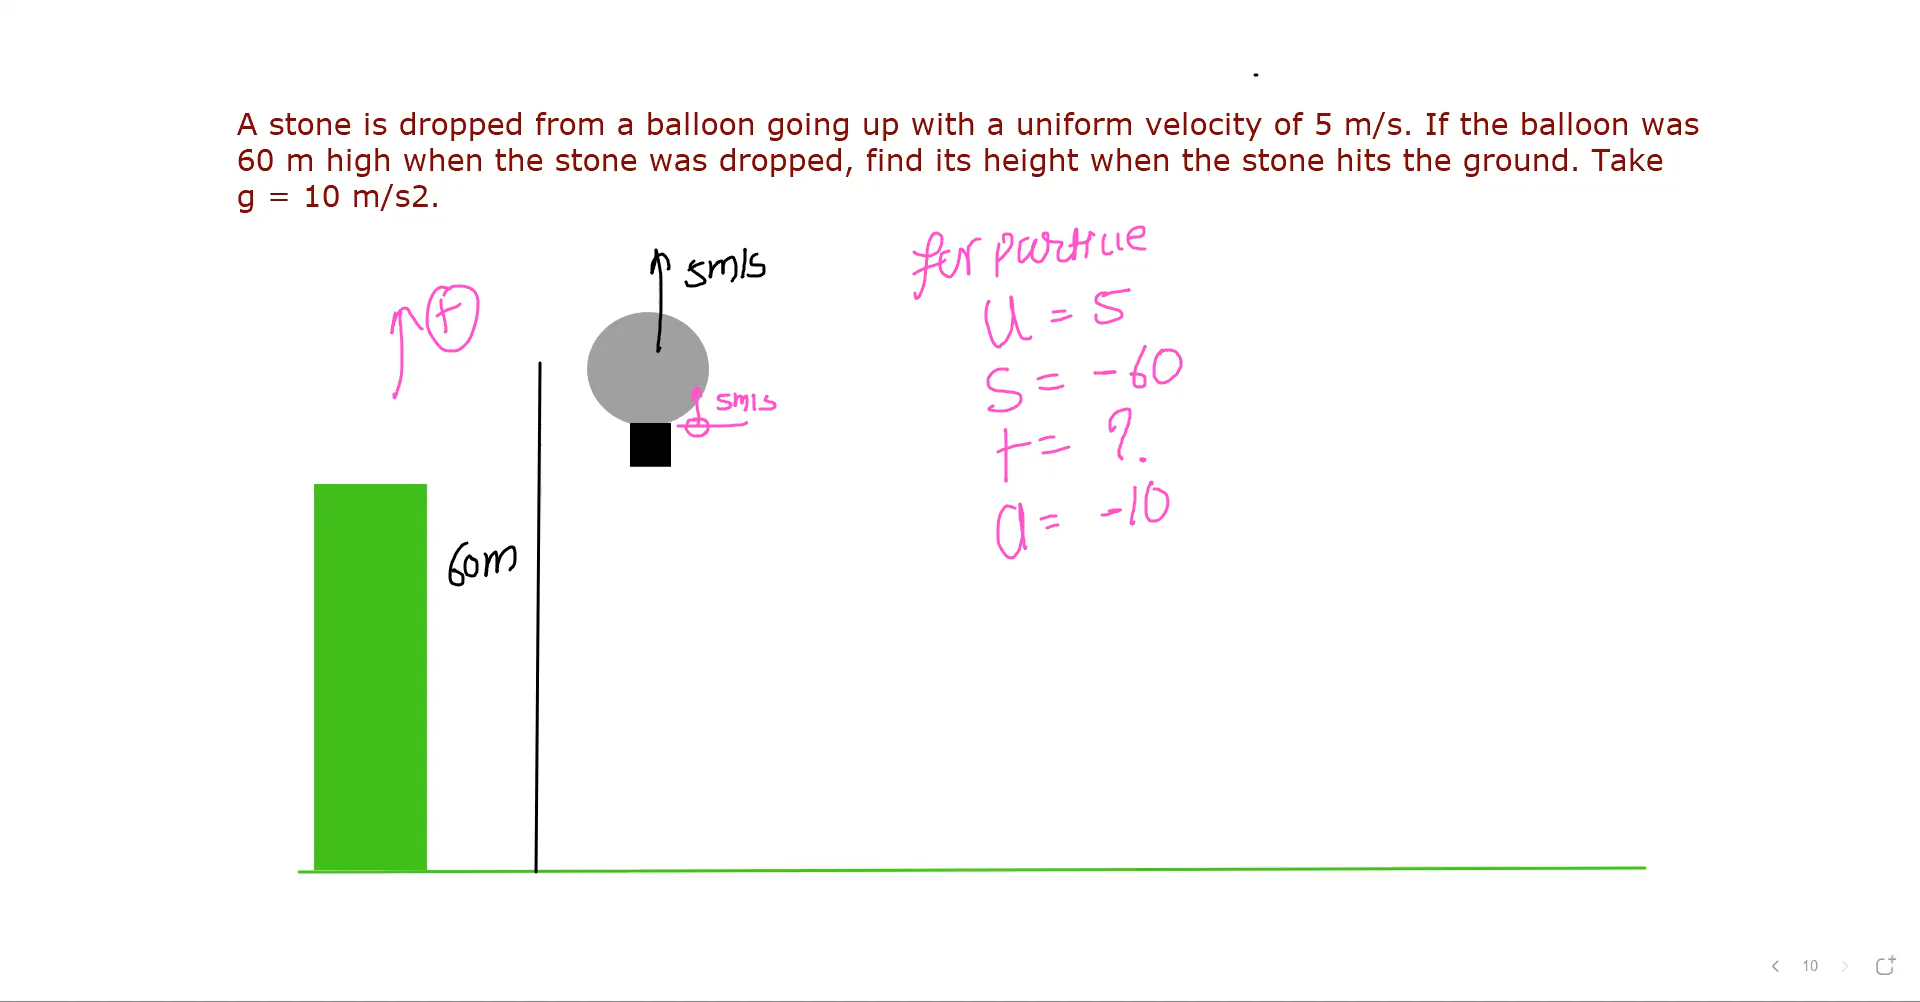 A stone is dropped from a balloon going up with a uniform velocity of 5 m/s. If the balloon was
60 m high when the stone was dropped, find its height when the stone hits the ground. Take
g = 10 m/s2.
for particle
5m/s
+
u = 5
s = -60
5m/s
t = ?.
a = -10
60m
10